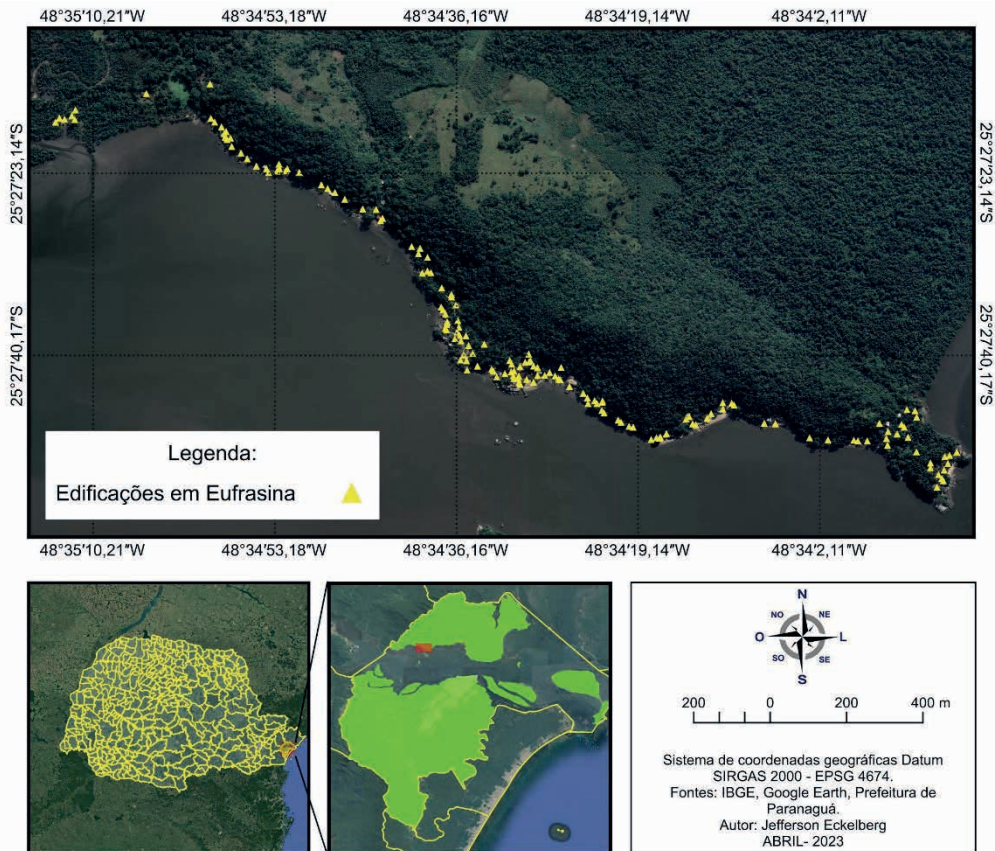 48°35'10,21"W 48°34'53,18"W 48°34'36,16"W 48°34'19,14"W 48°34'2,11"W
25°27'23,14"S
25°27'23,14"S
25°27'40,17"S
25°27'40,17"S
Legenda:
Edificações em Eufrasina
48°35'10,21"W 48°34'53,18"W 48°34'36,16"W 48°34'19,14"W 48°34'2,11"W
N
NO NE
O L
SO SE
S
200 0 200 400 m
Sistema de coordenadas geográficas Datum
SIRGAS 2000 - EPSG 4674.
Fontes: IBGE, Google Earth, Prefeitura de
Paranaguá.
Autor: Jefferson Eckelberg
ABRIL- 2023